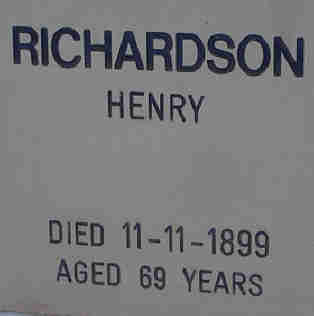 RICHARDSON
HENRY
DIED 11-11-1899
AGED 69 YEARS